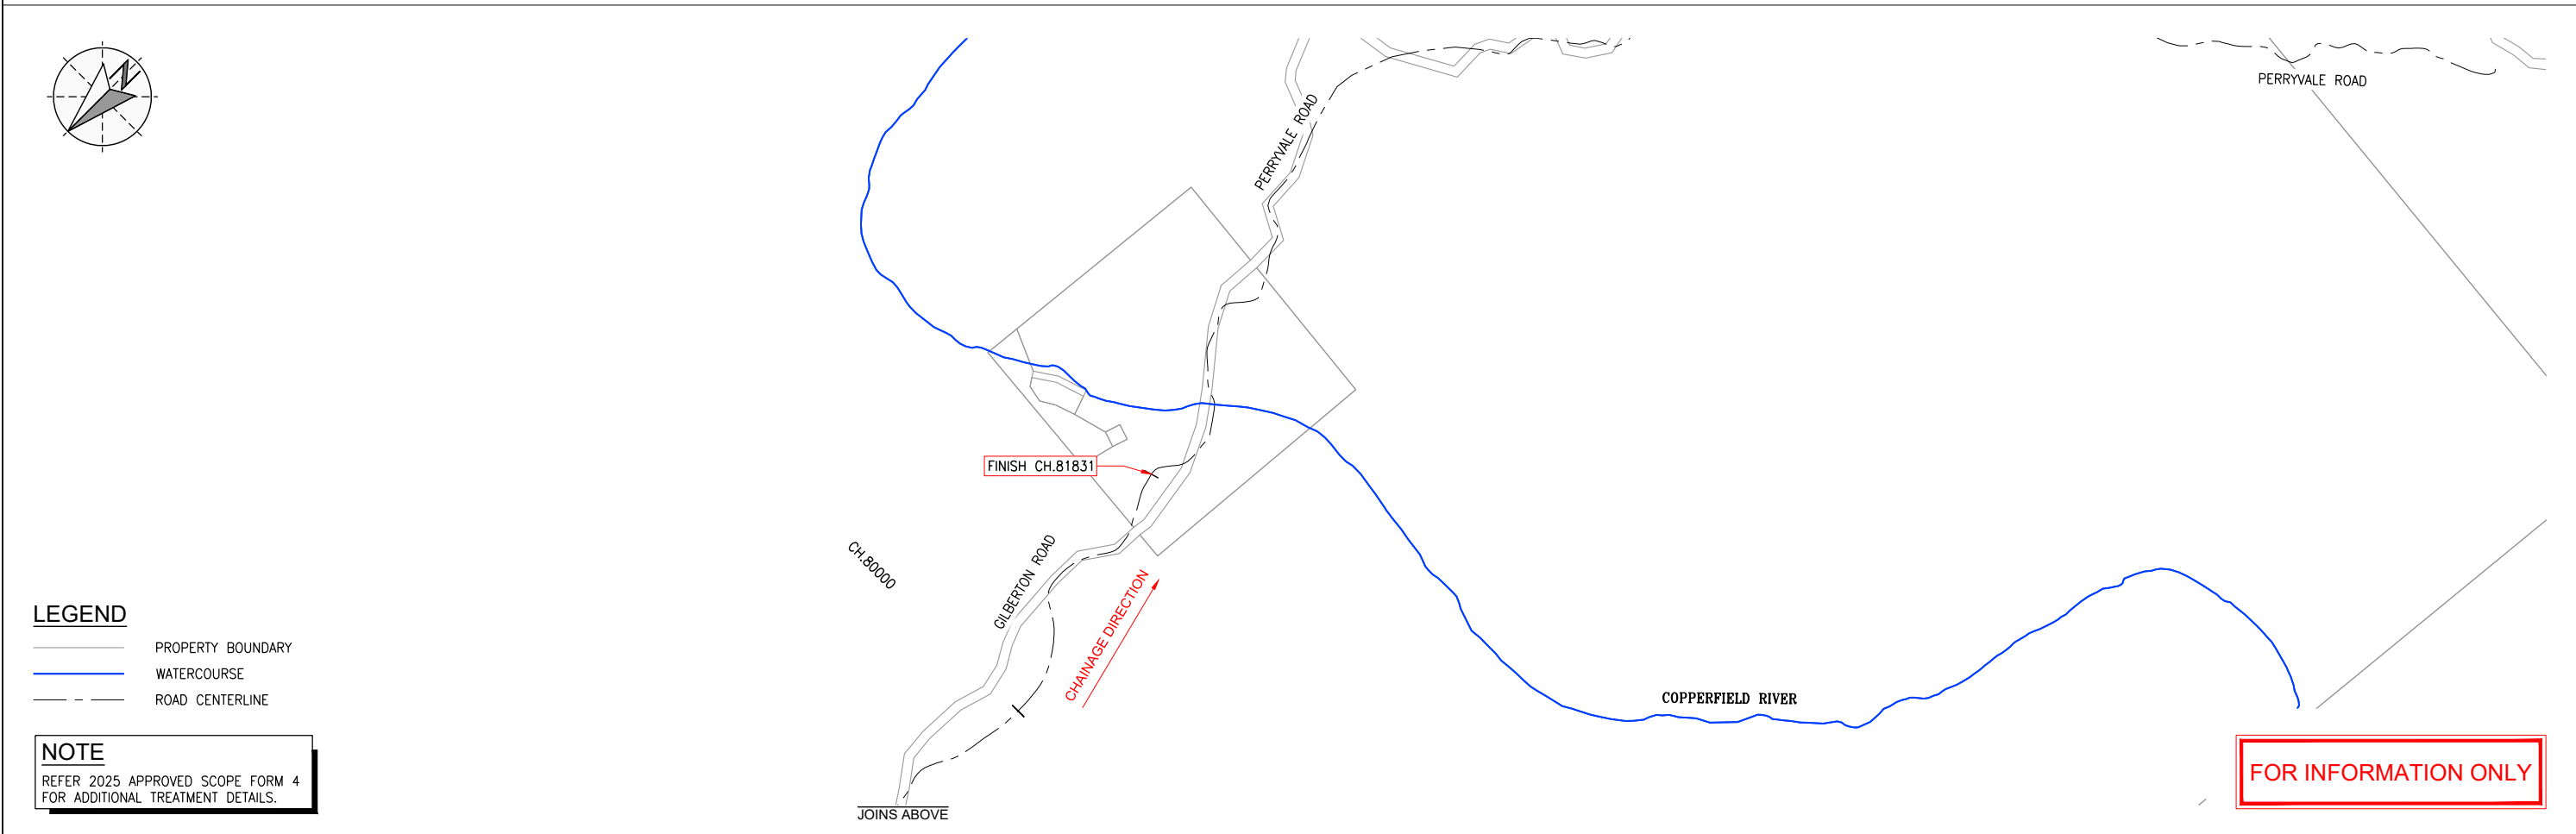 N
PERRYVALE ROAD
PERRYVALE ROAD
FINISH CH.81831
CH.80000
GILBERTON ROAD
CHAINAGE DIRECTION
COPPERFIELD RIVER
LEGEND
PROPERTY BOUNDARY
WATERCOURSE
ROAD CENTERLINE
NOTE
REFER 2025 APPROVED SCOPE FORM 4
FOR ADDITIONAL TREATMENT DETAILS.
JOINS ABOVE
FOR INFORMATION ONLY